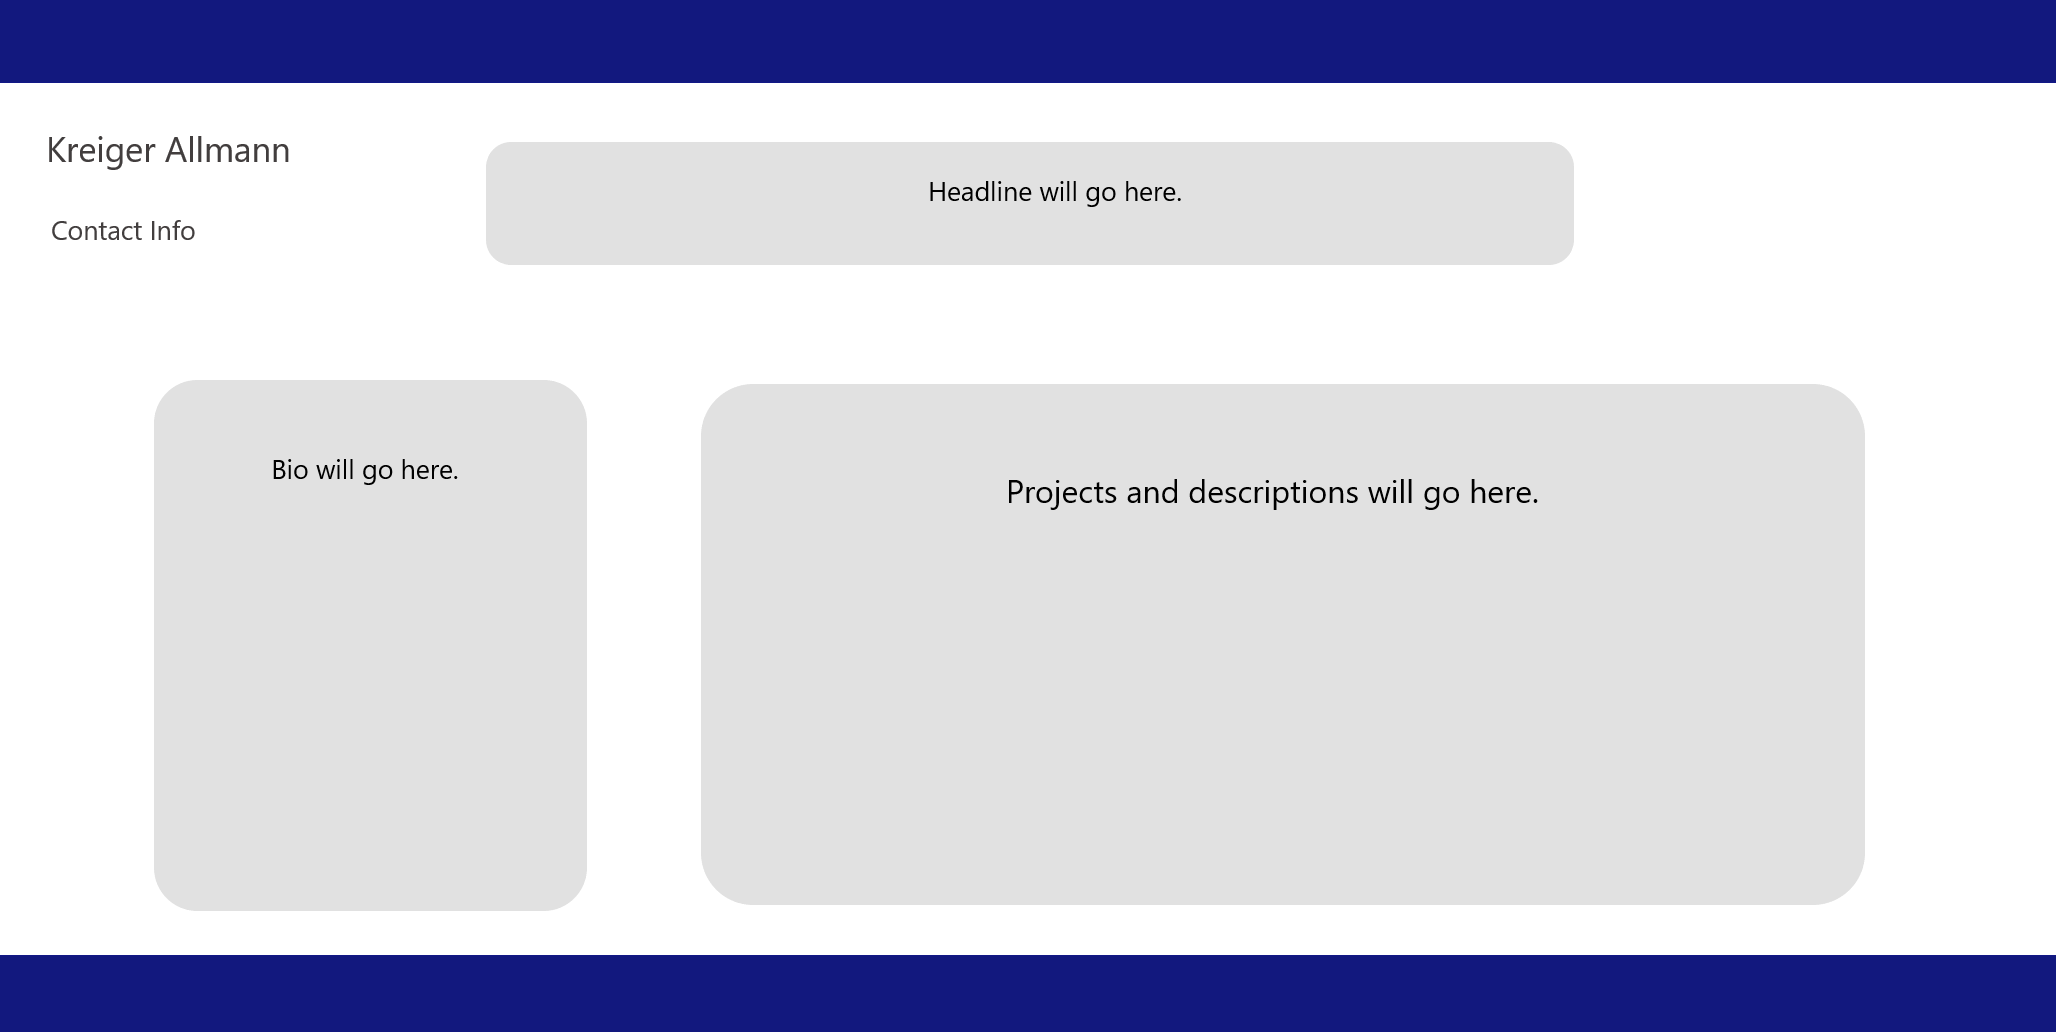 Kreiger Allmann
Contact Info
Headline will go here.
Bio will go here.
Projects and descriptions will go here.